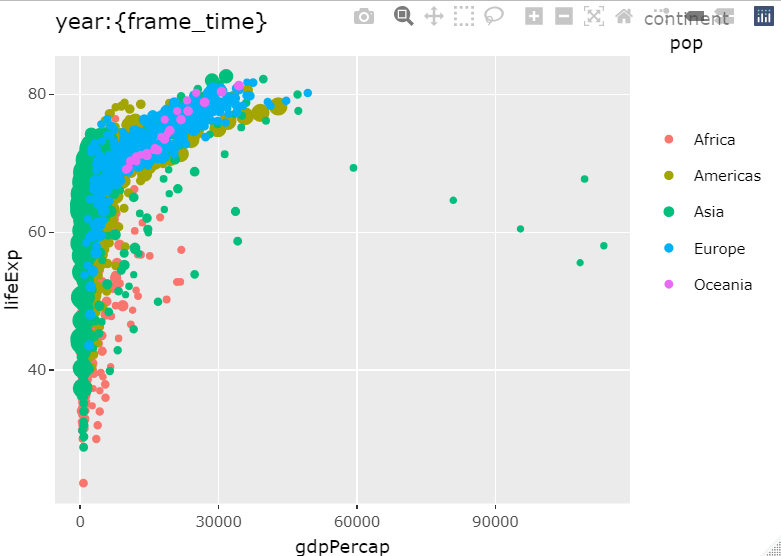 year:{frame_time}
continent
pop
Africa
Americas
Asia
Europe
Oceania
80
60
40
lifeExp
0 30000 60000 90000
gdpPercap